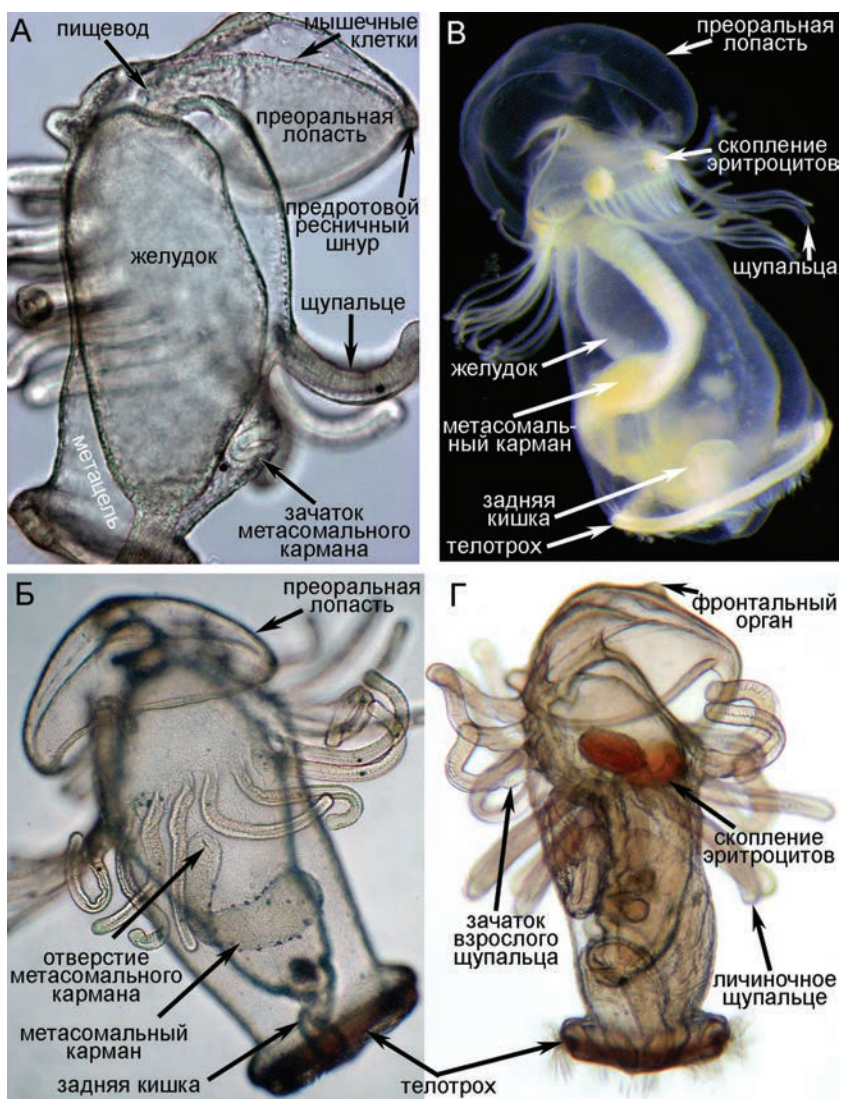 А
пищевод
мышечные
клетки
преоральная
лопасть
предротовой
ресничный
шнур
желудок
щупальце
метацель
зачаток
метасомального
кармана
В
преоральная
лопасть
скопление
эритроцитов
щупальца
желудок
метасомаль-
ный карман
задняя
кишка
телотрох
Б
преоральная
лопасть
отверстие
метасомального
кармана
метасомальный
карман
задняя кишка
телотрох
Г
фронтальный
орган
скопление
эритроцитов
зачаток
взрослого
щупальца
личиночное
щупальце